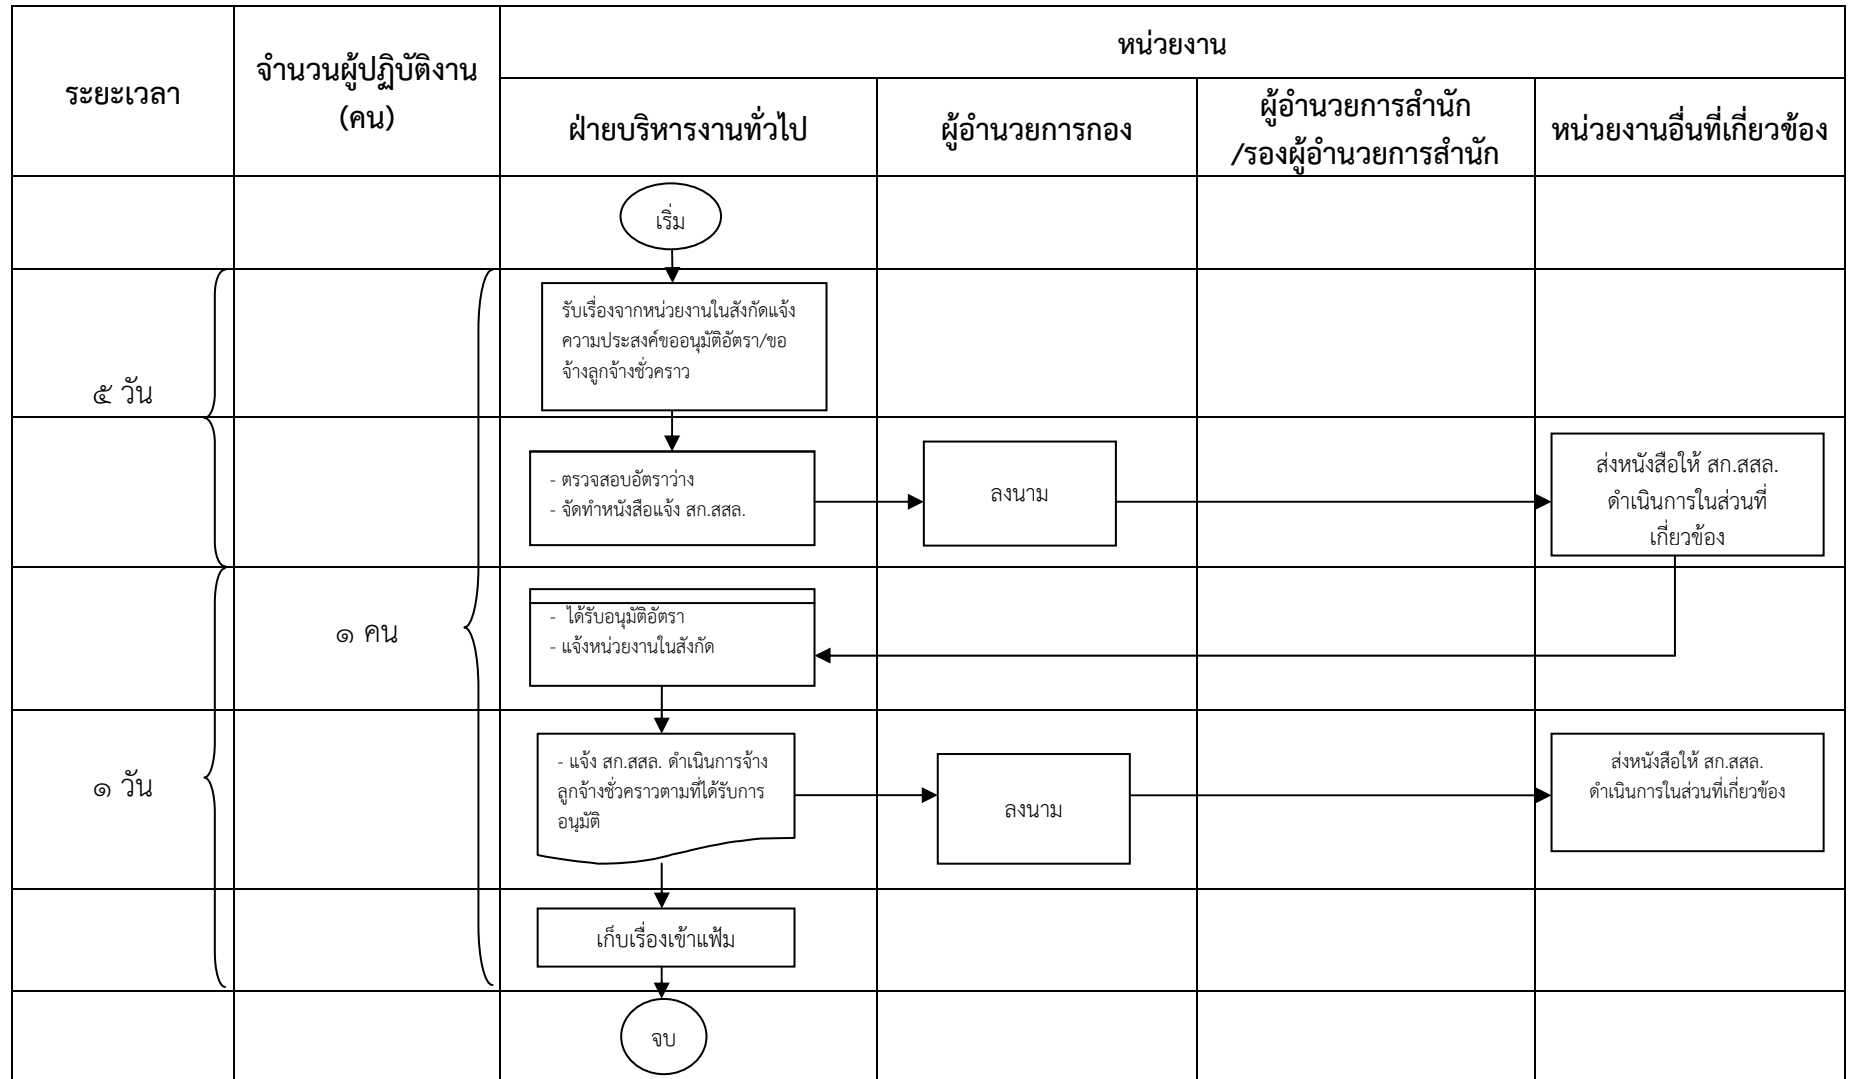 หน่วยงาน
ระยะเวลา
จำนวนผู้ปฏิบัติงาน
(คน)
ฝ่ายบริหารงานทั่วไป
ผู้อำนวยการกอง
ผู้อำนวยการสำนัก
/รองผู้อำนวยการสำนัก
หน่วยงานอื่นที่เกี่ยวข้อง
เริ่ม
รับเรื่องจากหน่วยงานในสังกัดแจ้ง
ความประสงค์ขออนุมัติอัตรา/ขอ
จ้างลูกจ้างชั่วคราว
๕ วัน
- ตรวจสอบอัตราว่าง
- จัดทำหนังสือแจ้ง สก.สสล.
ลงนาม
ส่งหนังสือให้ สก.สสล.
ดำเนินการในส่วนที่
เกี่ยวข้อง
๑ คน
- ได้รับอนุมัติอัตรา
- แจ้งหน่วยงานในสังกัด
๑ วัน
- แจ้ง สก.สสล. ดำเนินการจ้าง
ลูกจ้างชั่วคราวตามที่ได้รับการ
อนุมัติ
ลงนาม
ส่งหนังสือให้ สก.สสล.
ดำเนินการในส่วนที่เกี่ยวข้อง
เก็บเรื่องเข้าแฟ้ม
จบ